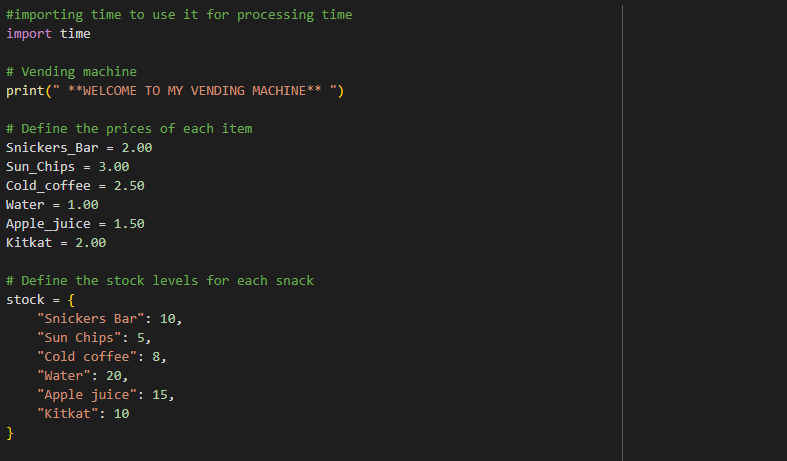 #importing time to use it for processing time
import time
# Vending machine
print(" **WELCOME TO MY VENDING MACHINE** ")
# Define the prices of each item
Snickers_Bar = 2.00
Sun_Chips = 3.00
Cold_coffee = 2.50
Water = 1.00
Apple_juice = 1.50
Kitkat = 2.00
# Define the stock levels for each snack
stock = {
    "Snickers Bar": 10,
    "Sun Chips": 5,
    "Cold coffee": 8,
    "Water": 20,
    "Apple juice": 15,
    "Kitkat": 10
}